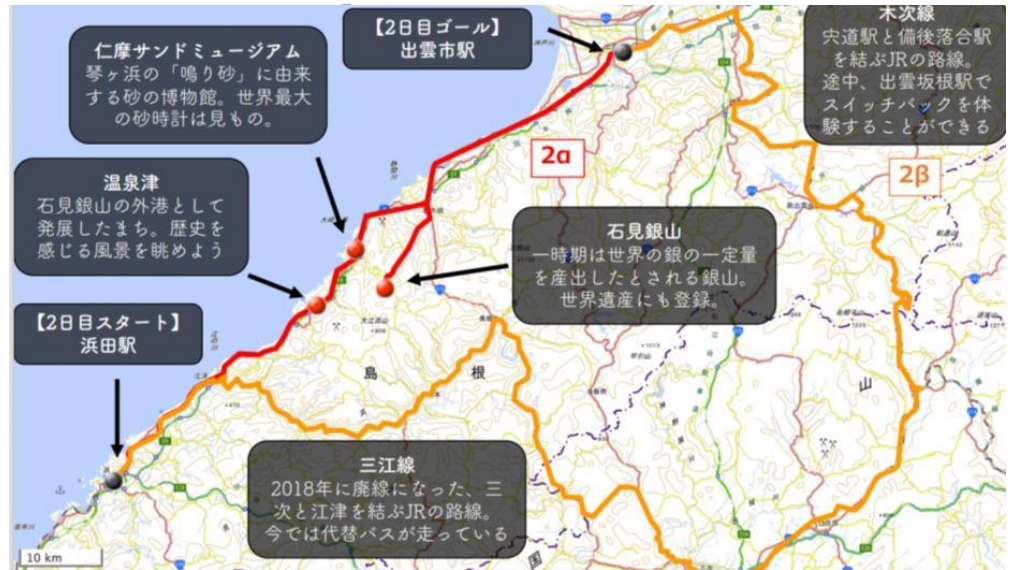 【2日目ゴール】
出雲市駅
木次線
宍道駅と備後落合駅
を結ぶJRの路線。
途中、出雲坂根駅で
スイッチバックを体
験することができる
仁摩サンドミュージアム
琴ヶ浜の「鳴り砂」に由来
する砂の博物館。世界最大
の砂時計は見もの。
2α
2β
温泉津
石見銀山の外港として
発展したまち。歴史を
感じる風景を眺めよう
石見銀山
一時期は世界の銀の一定量
を産出したとされる銀山。
世界遺産にも登録。
【2日目スタート】
浜田駅
島 根
山
三江線
2018年に廃線になった、三
次と江津を結ぶJRの路線。
今では代替バスが走っている
国
10 km